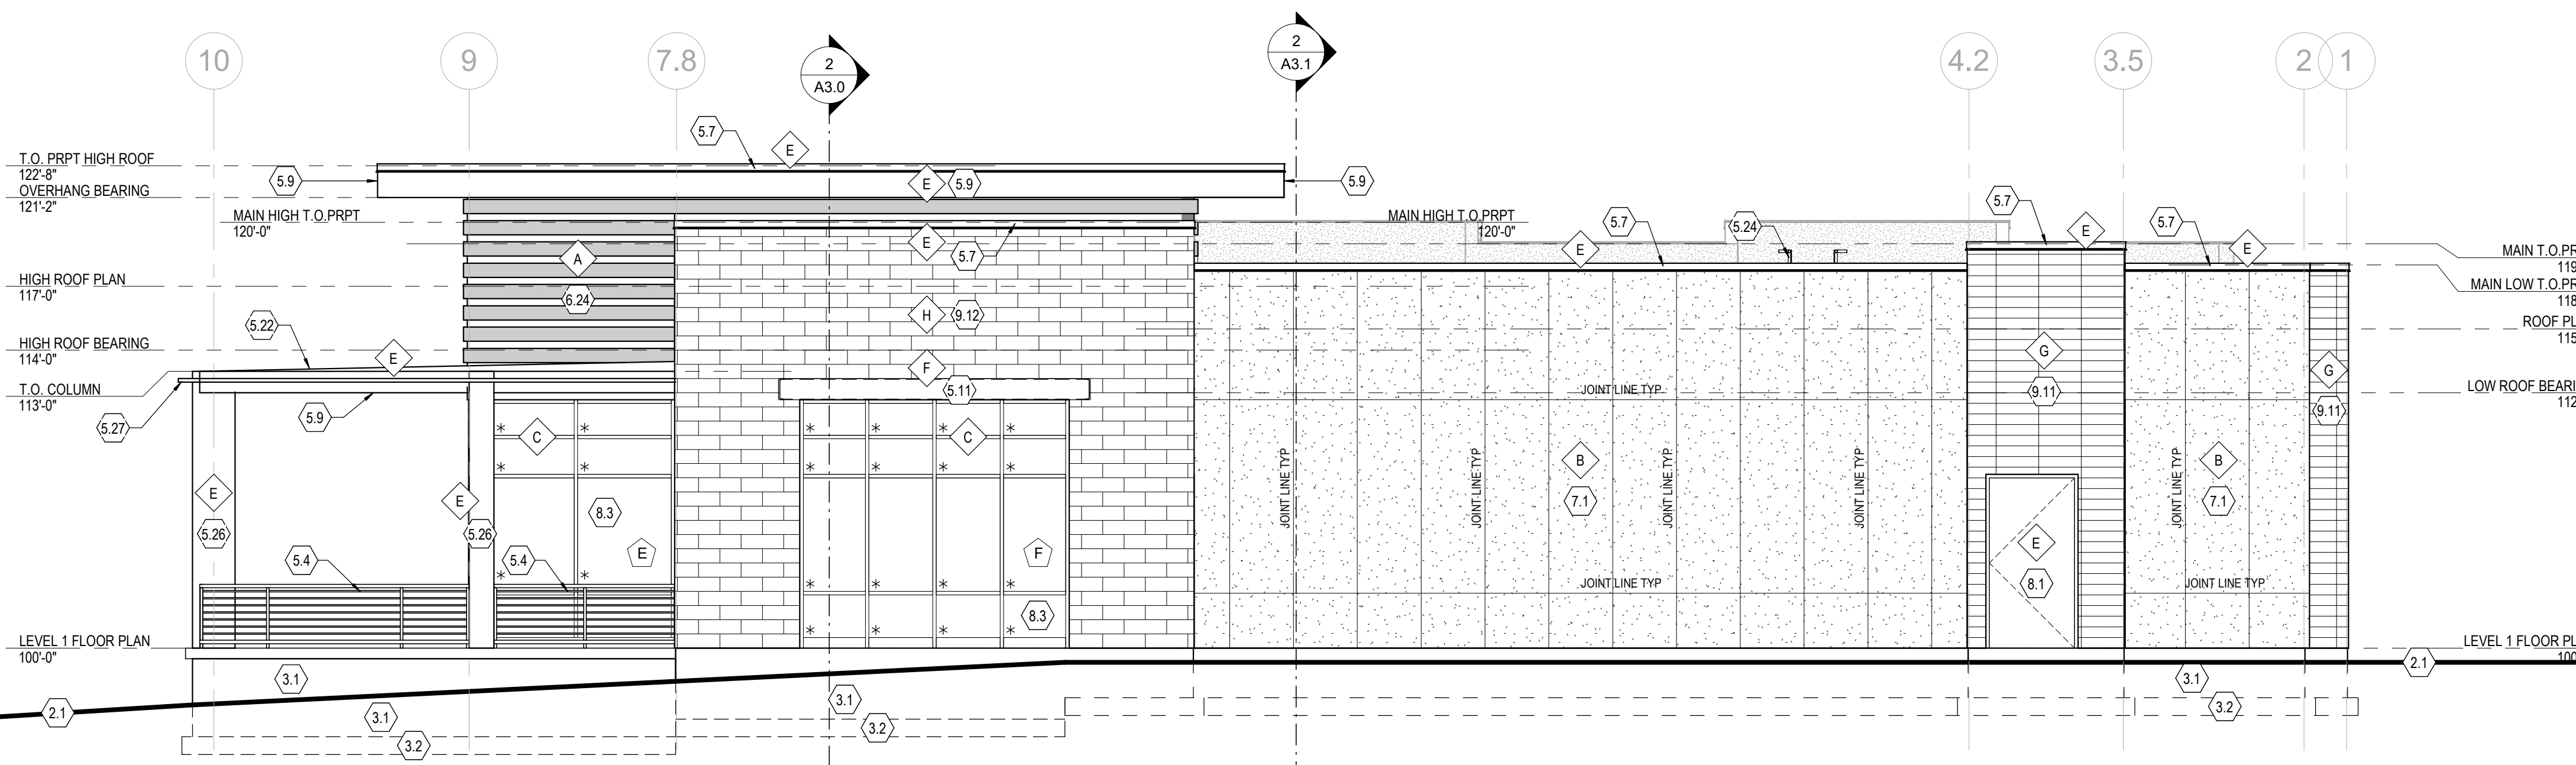 10
9
7.8
2
A3.0
2
A3.1
4.2
3.5
2
1
5.7
E
T.O. PRPT HIGH ROOF
122'-8"
5.9
E
5.9
5.9
OVERHANG BEARING
121'-2"
MAIN HIGH T.O.PRPT
120'-0"
MAIN HIGH T.O.PRPT
120'-0"
5.7
5.24
5.7
E
5.7
E
E
5.7
E
E
MAIN T.O.PR
119
A
HIGH ROOF PLAN
117'-0"
6.24
H
9.12
MAIN LOW T.O.PR
118
5.22
ROOF PL
115
HIGH ROOF BEARING
114'-0"
E
F
G
G
T.O. COLUMN
113'-0"
5.11
JOINT LINE TYP
9.11
9.11
LOW ROOF BEARI
112
5.27
5.9
C
C
B
B
JOINT LINE TYP
JOINT LINE TYP
JOINT LINE TYP
JOINT LINE TYP
JOINT LINE TYP
E
E
8.3
7.1
7.1
5.26
5.26
E
F
E
5.4
5.4
8.1
JOINT LINE TYP
JOINT LINE TYP
8.3
LEVEL 1 FLOOR PLAN
100'-0"
LEVEL 1 FLOOR PL
100
3.1
3.1
2.1
3.1
2.1
3.1
3.2
3.2
3.2